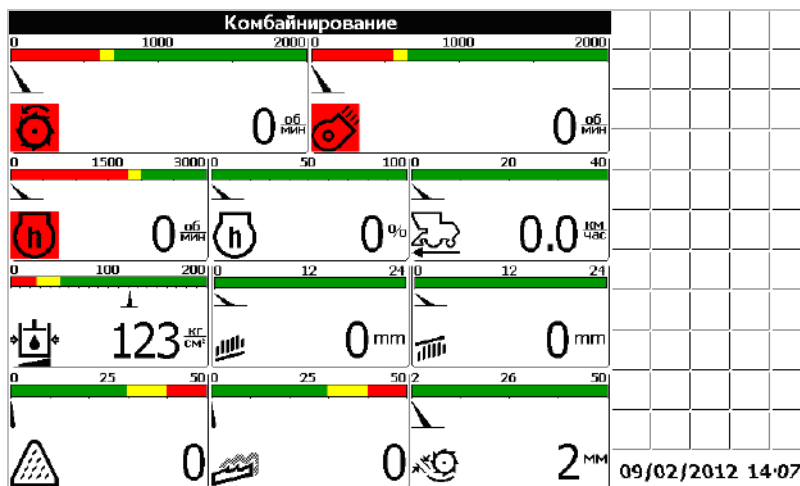 Комбайнирование
0 1000 2000 0 1000 2000
0 об/мин 0 об/мин
0 1500 3000 0 50 100 0 20 40
h 0 об/мин h 0 % 0.0 км/час
0 100 200 0 12 24 0 12 24
123 кг/см² 0 mm 0 mm
0 25 50 0 25 50 2 26 50
0 0 2 мм
09/02/2012 14:07